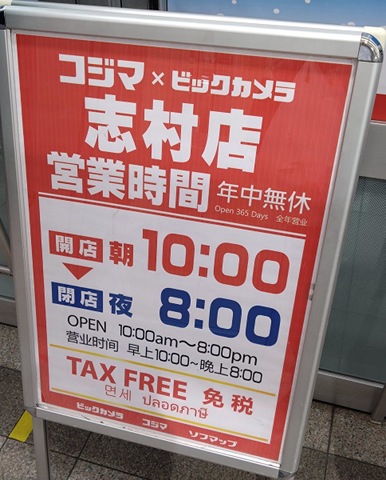 コジマ×ビックカメラ
志村店
営業時間 年中無休
Open 365 Days 全年営业
開店 朝 10:00
閉店 夜 8:00
OPEN 10:00am～8:00pm
营业时间 早上10:00～晚上8:00
TAX FREE 免税
면세 ปลอดภาษี
ビックカメラ コジマ ソフマップ